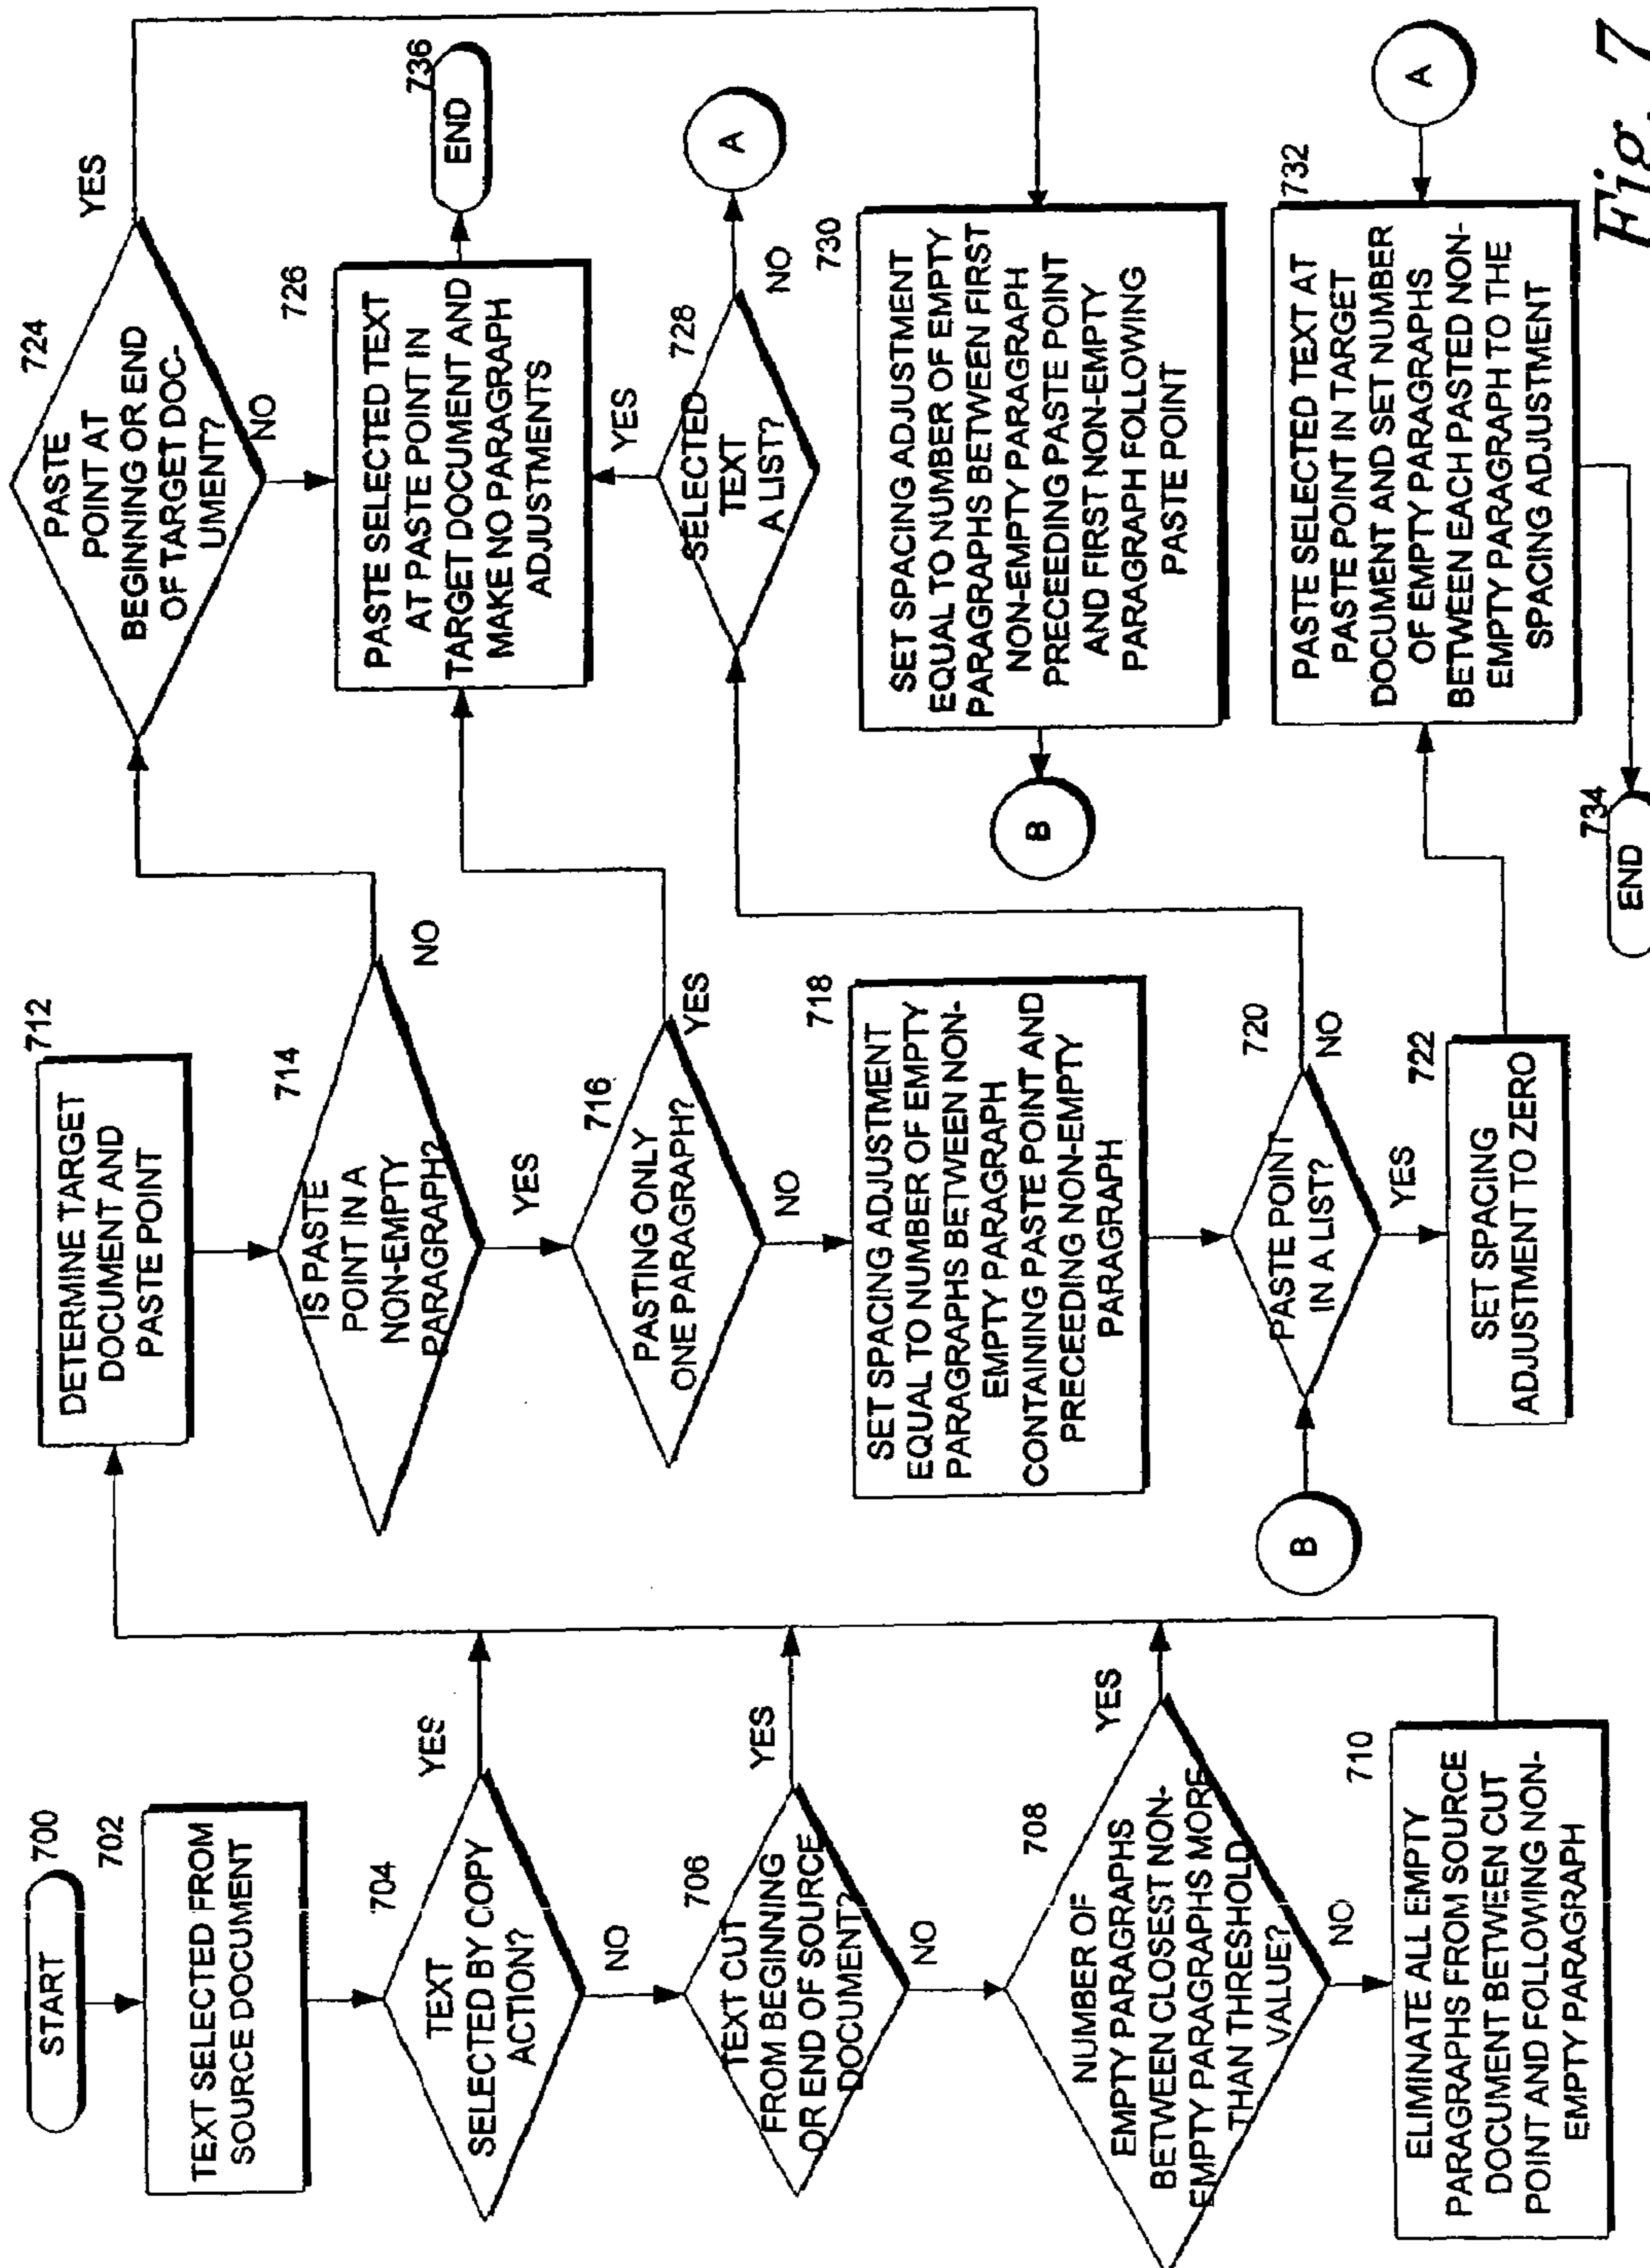 START
700
TEXT SELECTED FROM
SOURCE DOCUMENT
702
TEXT
SELECTED BY COPY
ACTION?
704
YES
NO
TEXT CUT
FROM BEGINNING
OR END OF SOURCE
DOCUMENT?
706
YES
NO
NUMBER OF
EMPTY PARAGRAPHS
BETWEEN CLOSEST NON-
EMPTY PARAGRAPHS MORE
THAN THRESHOLD
VALUE?
708
YES
NO
ELIMINATE ALL EMPTY
PARAGRAPHS FROM SOURCE
DOCUMENT BETWEEN CUT
POINT AND FOLLOWING NON-
EMPTY PARAGRAPH
710
DETERMINE TARGET
DOCUMENT AND
PASTE POINT
712
IS PASTE
POINT IN A
NON-EMPTY
PARAGRAPH?
714
NO
YES
PASTING ONLY
ONE PARAGRAPH?
716
YES
NO
SET SPACING ADJUSTMENT
EQUAL TO NUMBER OF EMPTY
PARAGRAPHS BETWEEN NON-
EMPTY PARAGRAPH
CONTAINING PASTE POINT AND
PRECEEDING NON-EMPTY
PARAGRAPH
718
B
PASTE POINT
IN A LIST?
720
NO
YES
SET SPACING
ADJUSTMENT TO ZERO
722
PASTE
POINT AT
BEGINNING OR END
OF TARGET DOC-
UMENT?
724
YES
NO
PASTE SELECTED TEXT
AT PASTE POINT IN
TARGET DOCUMENT AND
MAKE NO PARAGRAPH
ADJUSTMENTS
726
END
736
YES
SELECTED
TEXT
A LIST?
728
NO
A
SET SPACING ADJUSTMENT
EQUAL TO NUMBER OF EMPTY
PARAGRAPHS BETWEEN FIRST
NON-EMPTY PARAGRAPH
PRECEEDING PASTE POINT
AND FIRST NON-EMPTY
PARAGRAPH FOLLOWING
PASTE POINT
730
B
PASTE SELECTED TEXT AT
PASTE POINT IN TARGET
DOCUMENT AND SET NUMBER
OF EMPTY PARAGRAPHS
BETWEEN EACH PASTED NON-
EMPTY PARAGRAPH TO THE
SPACING ADJUSTMENT
732
A
END
734
Fig. 7